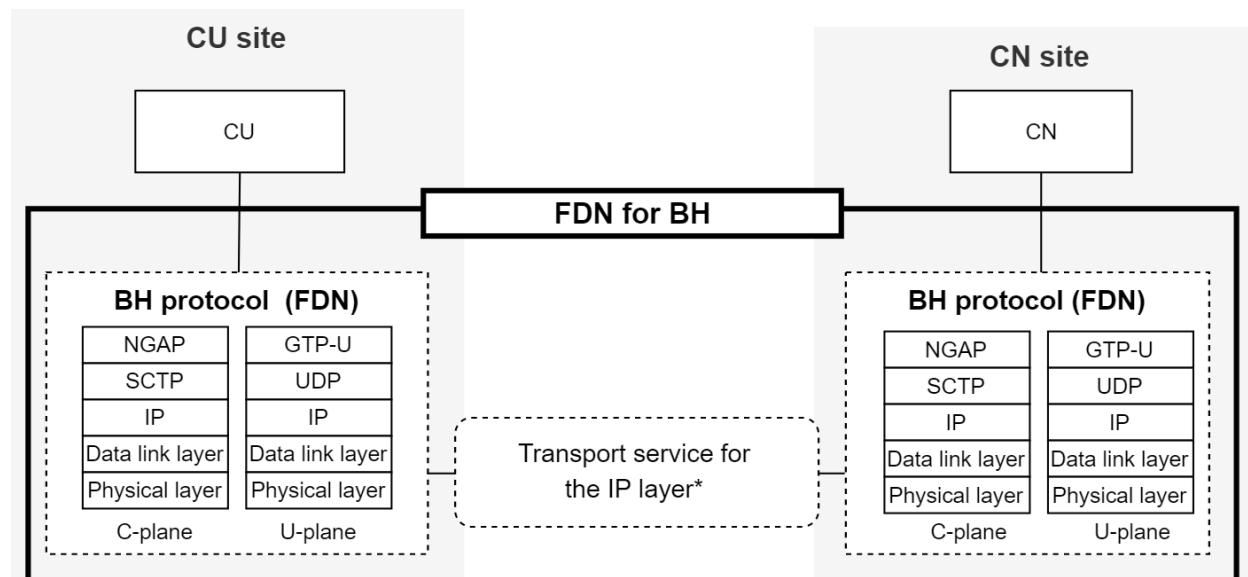 CU site
CN site
CU
CN
FDN for BH
BH protocol (FDN)
NGAP
GTP-U
SCTP
UDP
IP
IP
Data link layer
Data link layer
Physical layer
Physical layer
C-plane
U-plane
Transport service for
the IP layer*
BH protocol (FDN)
NGAP
GTP-U
SCTP
UDP
IP
IP
Data link layer
Data link layer
Physical layer
Physical layer
C-plane
U-plane